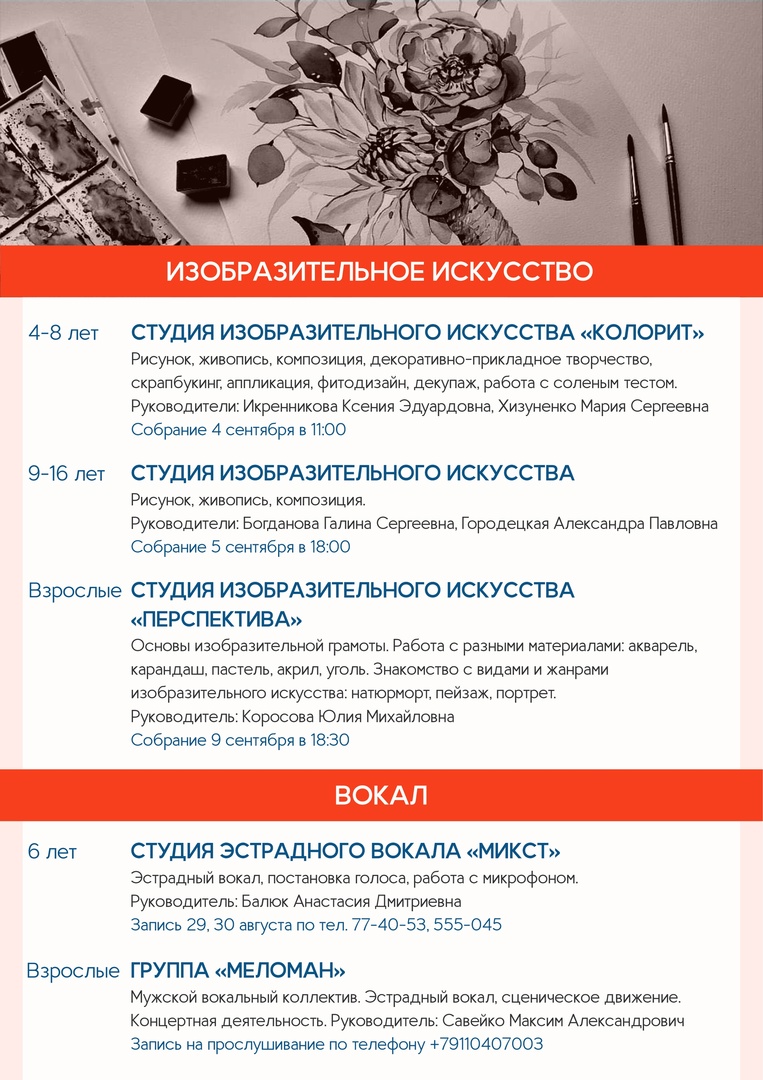 ИЗОБРАЗИТЕЛЬНОЕ ИСКУССТВО
4-8 лет
СТУДИЯ ИЗОБРАЗИТЕЛЬНОГО ИСКУССТВА «КОЛОРИТ»
Рисунок, живопись, композиция, декоративно-прикладное творчество,
скрапбукинг, аппликация, фитодизайн, декупаж, работа с соленым тестом.
Руководители: Икренникова Ксения Эдуардовна, Хизуненко Мария Сергеевна
Собрание 4 сентября в 11:00
9-16 лет
СТУДИЯ ИЗОБРАЗИТЕЛЬНОГО ИСКУССТВА
Рисунок, живопись, композиция.
Руководители: Богданова Галина Сергеевна, Городецкая Александра Павловна
Собрание 5 сентября в 18:00
Взрослые
СТУДИЯ ИЗОБРАЗИТЕЛЬНОГО ИСКУССТВА
«ПЕРСПЕКТИВА»
Основы изобразительной грамоты. Работа с разными материалами: акварель,
карандаш, пастель, акрил, уголь. Знакомство с видами и жанрами
изобразительного искусства: натюрморт, пейзаж, портрет.
Руководитель: Коросова Юлия Михайловна
Собрание 9 сентября в 18:30
ВОКАЛ
6 лет
СТУДИЯ ЭСТРАДНОГО ВОКАЛА «МИКСТ»
Эстрадный вокал, постановка голоса, работа с микрофоном.
Руководитель: Балюк Анастасия Дмитриевна
Запись 29, 30 августа по тел. 77-40-53, 555-045
Взрослые
ГРУППА «МЕЛОМАН»
Мужской вокальный коллектив. Эстрадный вокал, сценическое движение.
Концертная деятельность. Руководитель: Савейко Максим Александрович
Запись на прослушивание по телефону +79110407003